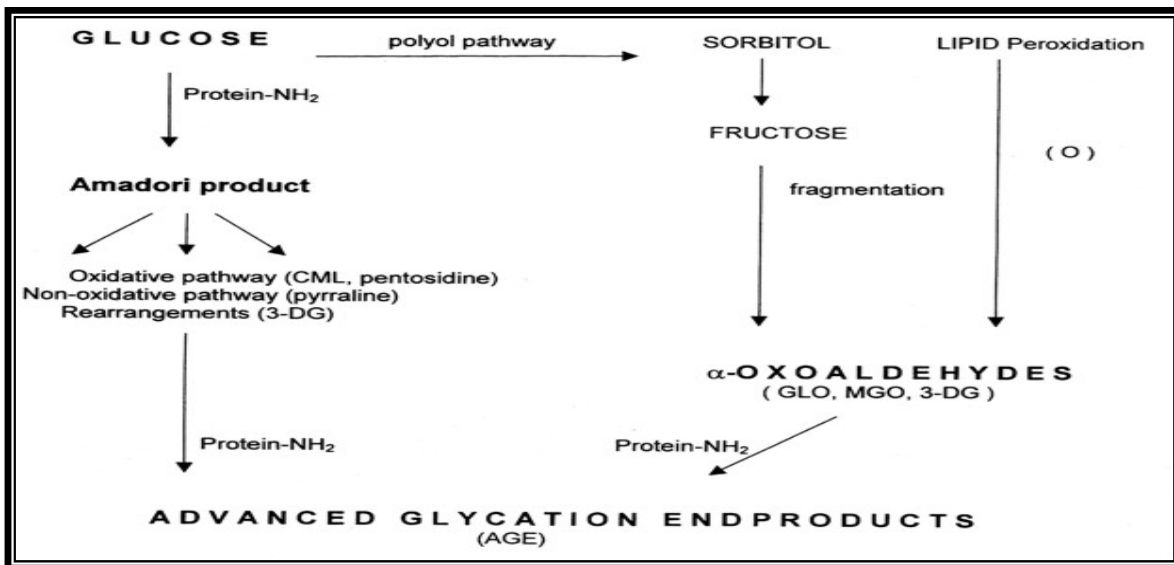 GLUCOSE
polyol pathway
SORBITOL
LIPID Peroxidation
Protein-NH₂
FRUCTOSE
( O )
Amadori product
fragmentation
Oxidative pathway (CML, pentosidine)
Non-oxidative pathway (pyrraline)
Rearrangements (3-DG)
α-OXOALDEHYDES
( GLO, MGO, 3-DG )
Protein-NH₂
Protein-NH₂
ADVANCED GLYCATION ENDPRODUCTS
(AGE)